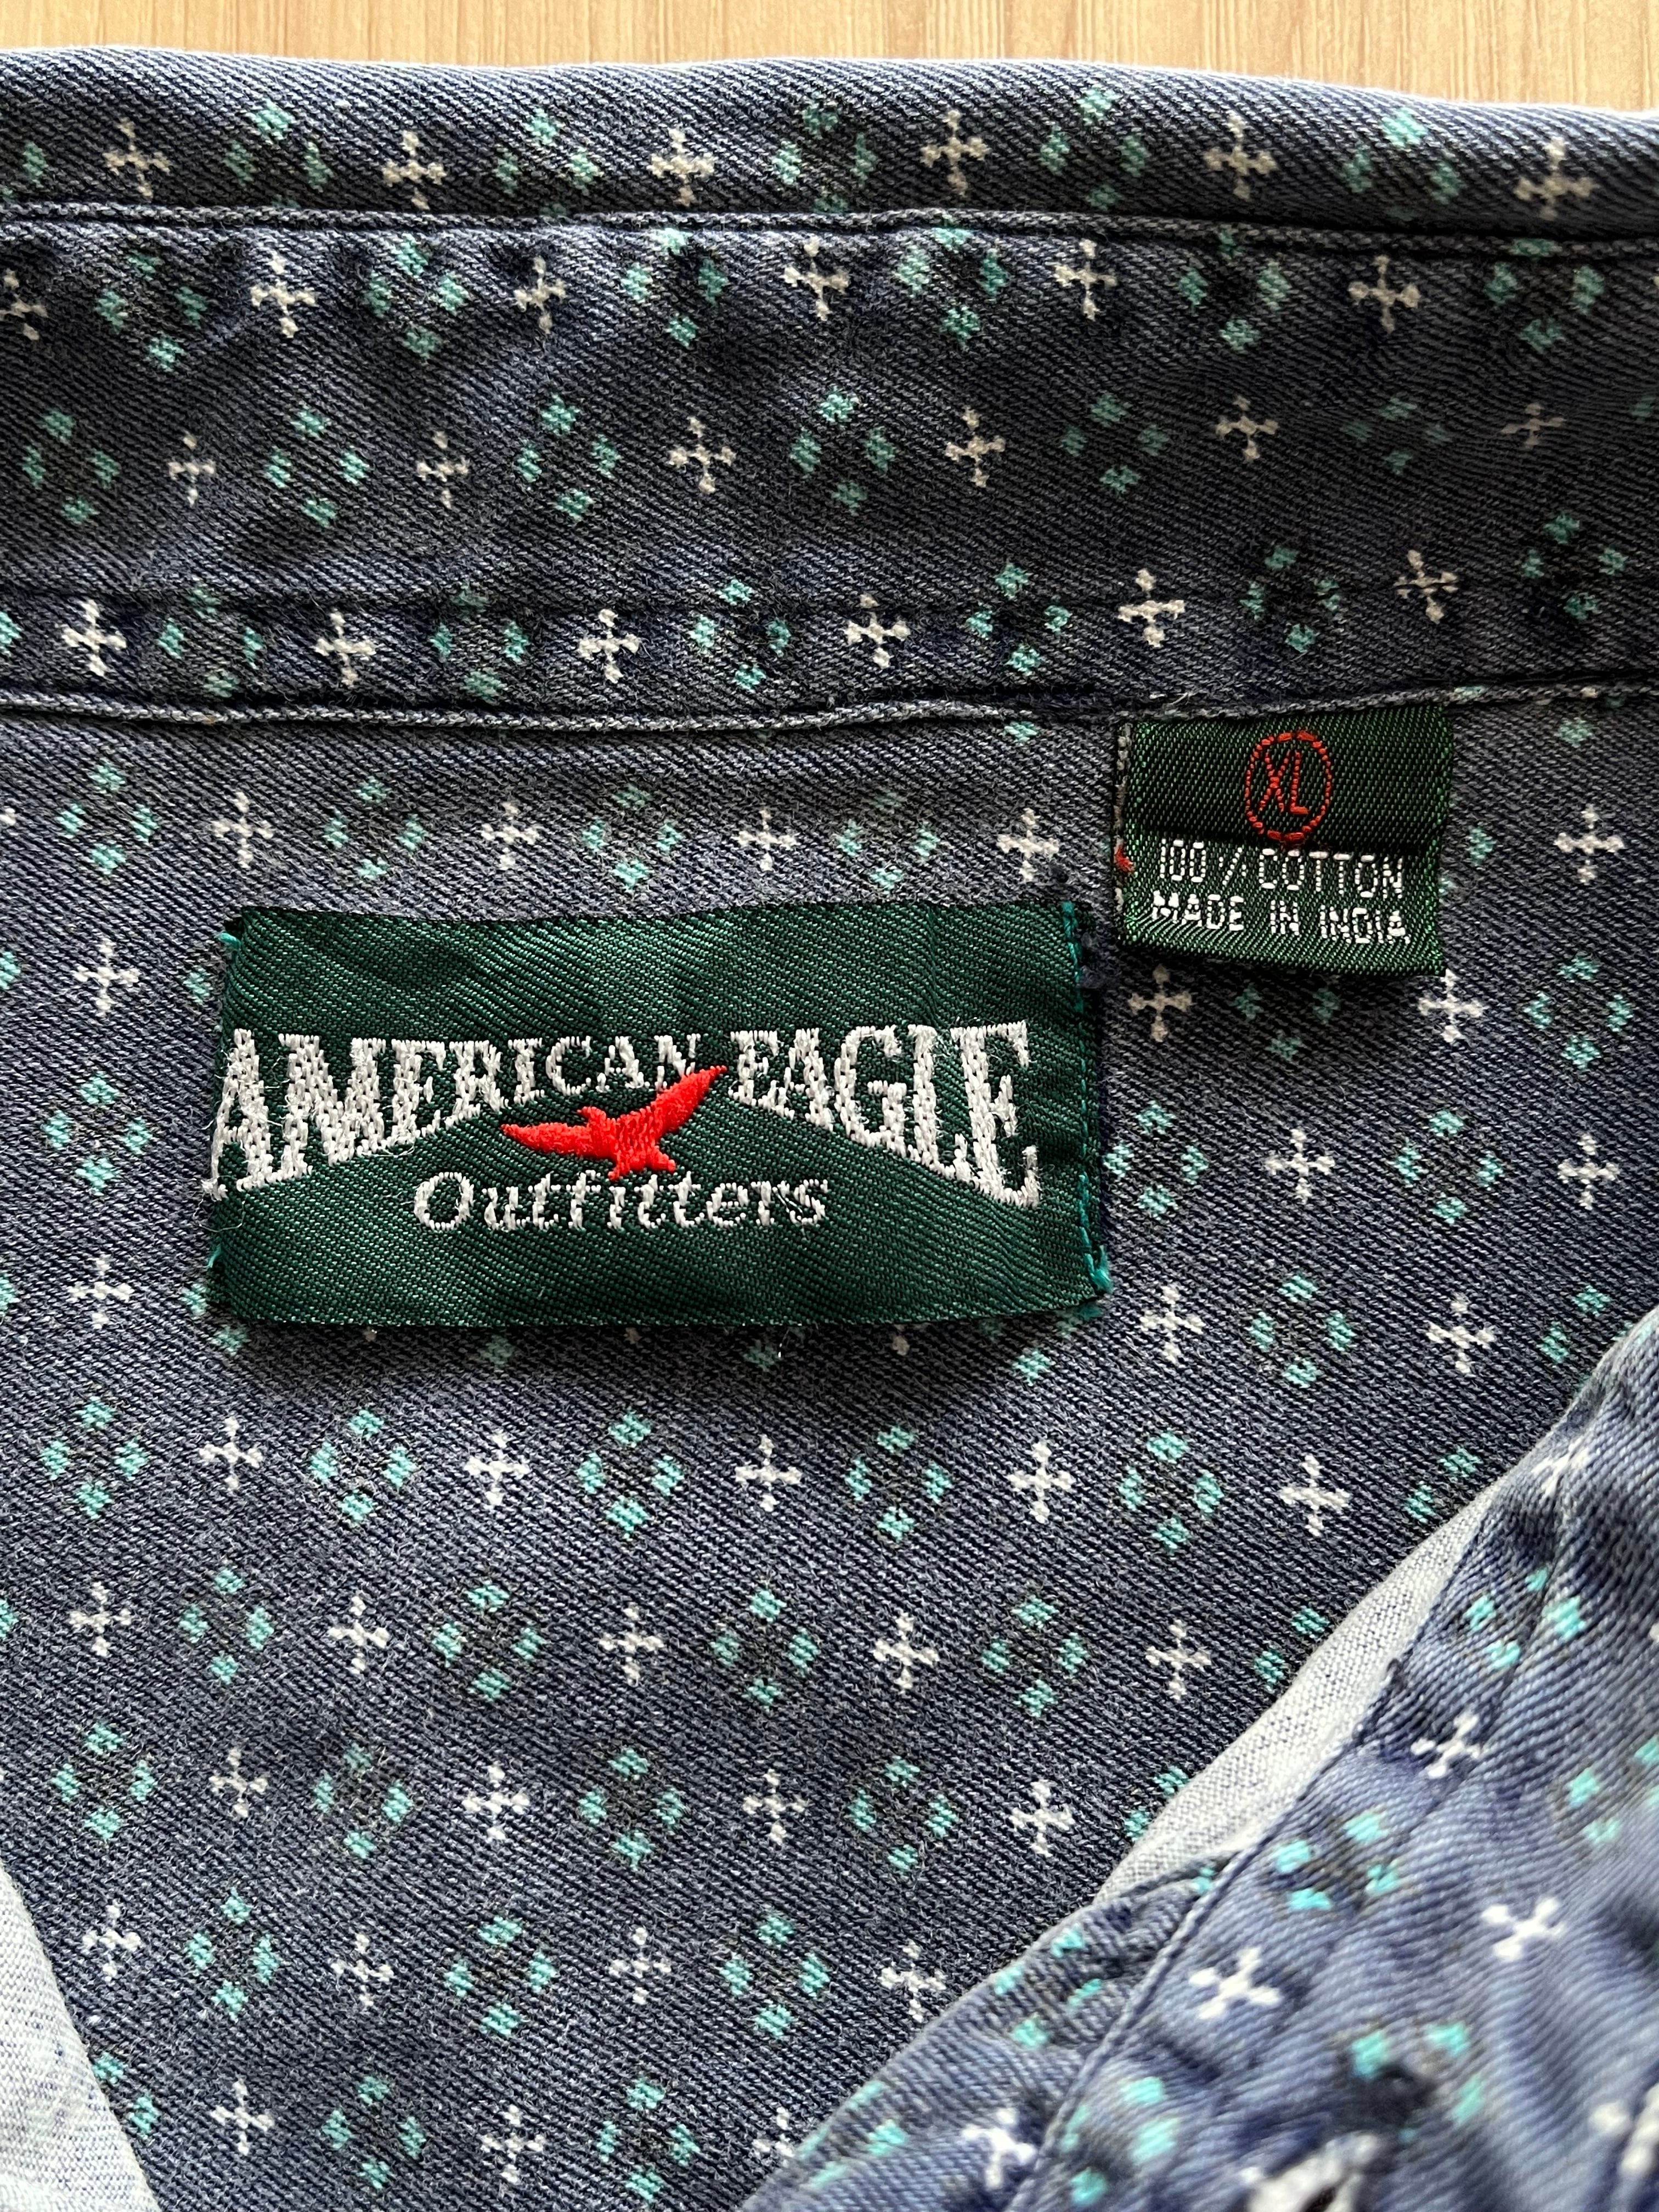 XL
100% COTTON
MADE IN INDIA
AMERICAN EAGLE
Outfitters